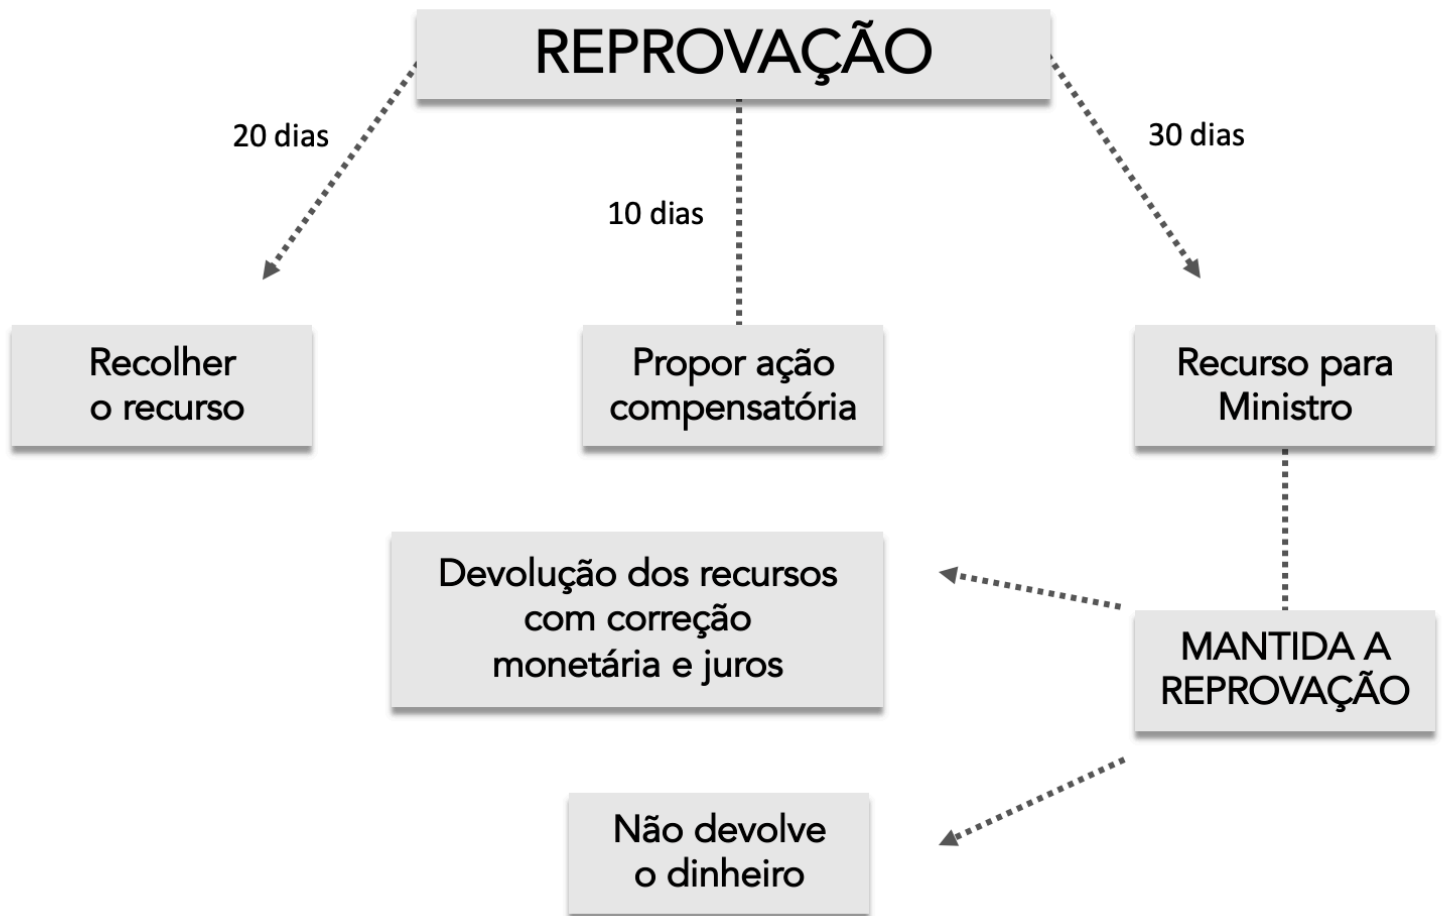 REPROVAÇÃO
20 dias
10 dias
30 dias
Recolher
o recurso
Propor ação
compensatória
Recurso para
Ministro
Devolução dos recursos
com correção
monetária e juros
MANTIDA A
REPROVAÇÃO
Não devolve
o dinheiro